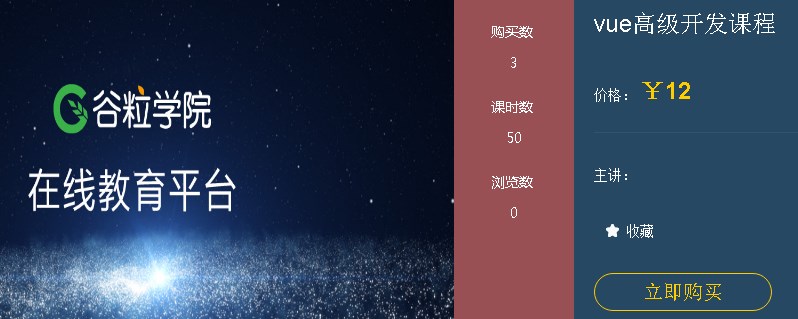 谷粒学院
在线教育平台
购买数
3
课时数
50
浏览数
0
vue高级开发课程
价格： ￥12
主讲：
收藏
立即购买